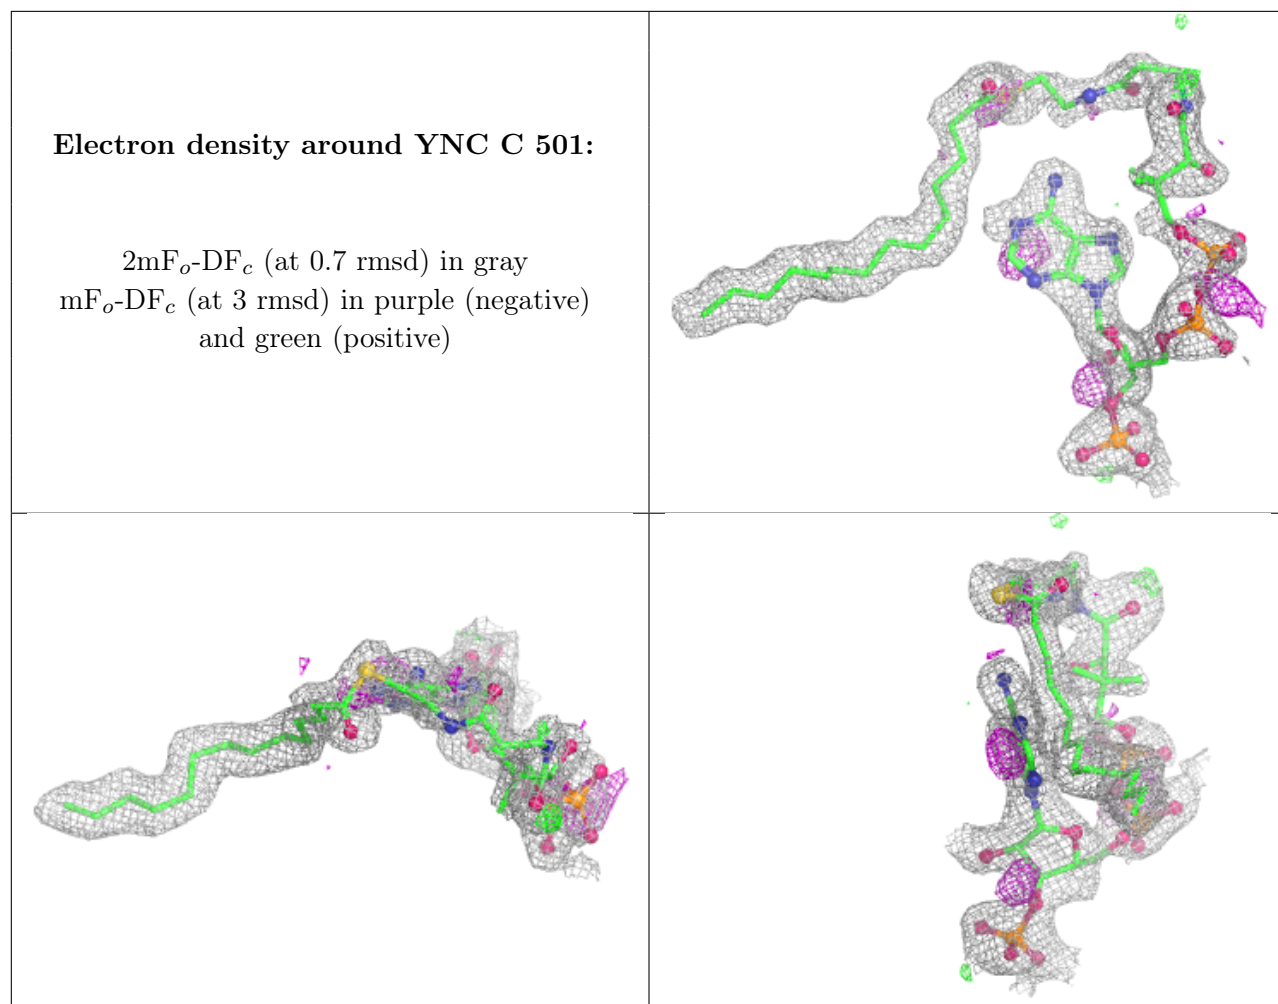 Electron density around YNC C 501:
2mFo-DFc (at 0.7 rmsd) in gray
mFo-DFc (at 3 rmsd) in purple (negative)
and green (positive)